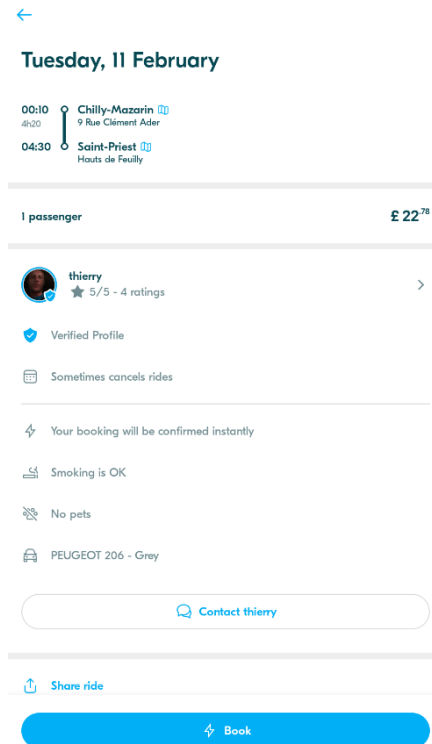 Tuesday, 11 February
00:10 Chilly-Mazarin
4h20 9 Rue Clément Ader
04:30 Saint-Priest
Hauts de Feuilly
1 passenger £ 22.78
thierry
5/5 - 4 ratings
Verified Profile
Sometimes cancels rides
Your booking will be confirmed instantly
Smoking is OK
No pets
PEUGEOT 206 - Grey
Contact thierry
Share ride
Book